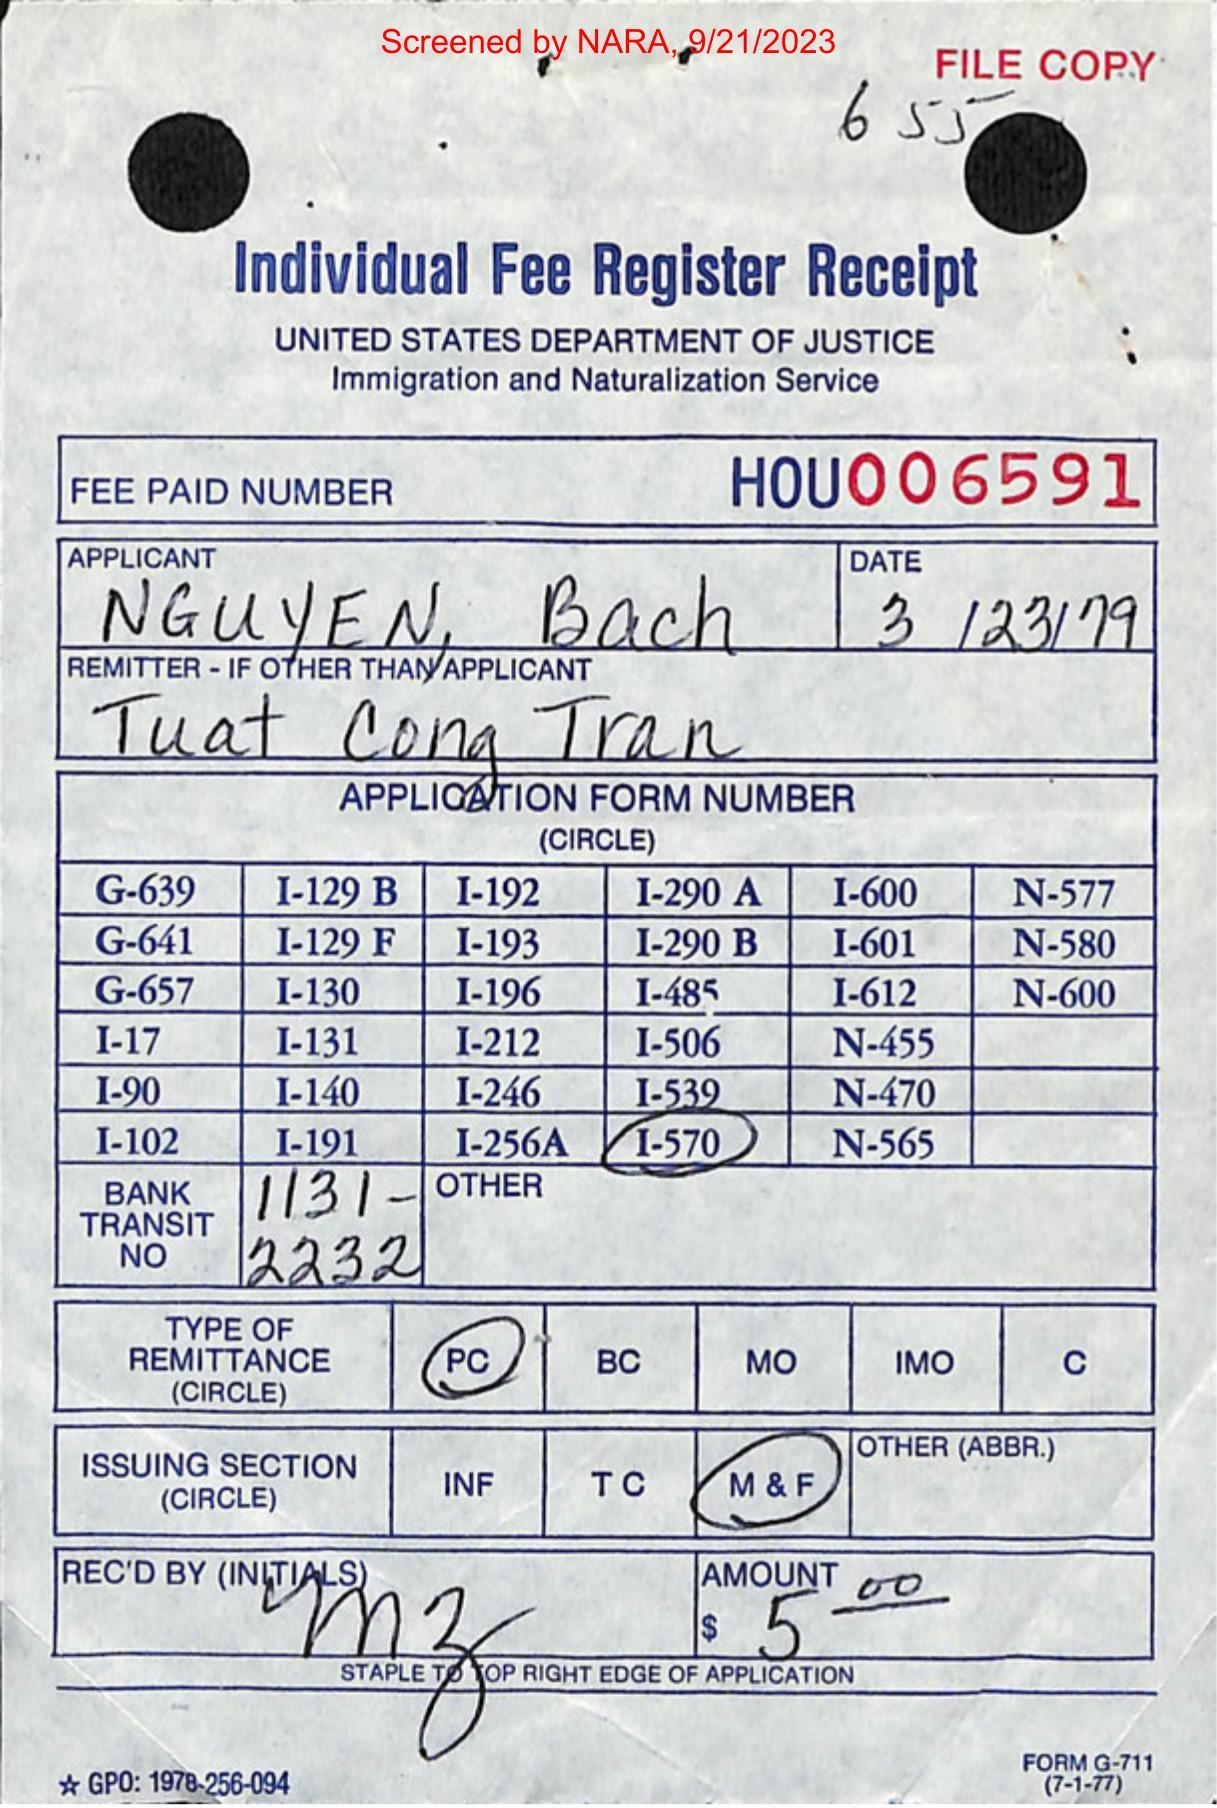 Screened by NARA, 9/21/2023
FILE COPY
655
Individual Fee Register Receipt
UNITED STATES DEPARTMENT OF JUSTICE
Immigration and Naturalization Service
FEE PAID NUMBER HOU006591
APPLICANT DATE
NGUYEN, Bach 3/23/79
REMITTER - IF OTHER THAN APPLICANT
Tuat Cong Tran
APPLICATION FORM NUMBER
(CIRCLE)
G-639 I-129 B I-192 I-290 A I-600 N-577
G-641 I-129 F I-193 I-290 B I-601 N-580
G-657 I-130 I-196 I-485 I-612 N-600
I-17 I-131 I-212 I-506 N-455
I-90 I-140 I-246 I-539 N-470
I-102 I-191 I-256A I-570 N-565
BANK TRANSIT NO 1131-2232 OTHER
TYPE OF
REMITTANCE PC BC MO IMO C
(CIRCLE)
OTHER (ABBR.)
ISSUING SECTION INF T C M & F
(CIRCLE)
REC'D BY (INITIALS) AMOUNT
mz $ 5 00
STAPLE TO TOP RIGHT EDGE OF APPLICATION
☆ GPO: 1978-256-094
FORM G-711
(7-1-77)